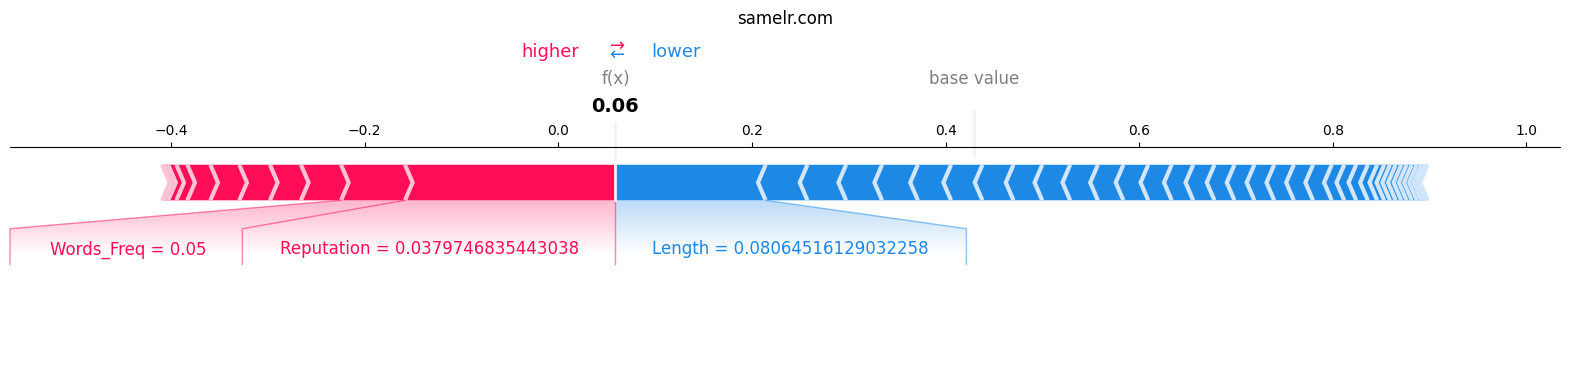 samelr.com
higher ⇄ lower
f(x) base value
0.06
−0.4 −0.2 0.0 0.2 0.4 0.6 0.8 1.0
Words_Freq = 0.05 Reputation = 0.0379746835443038 Length = 0.08064516129032258